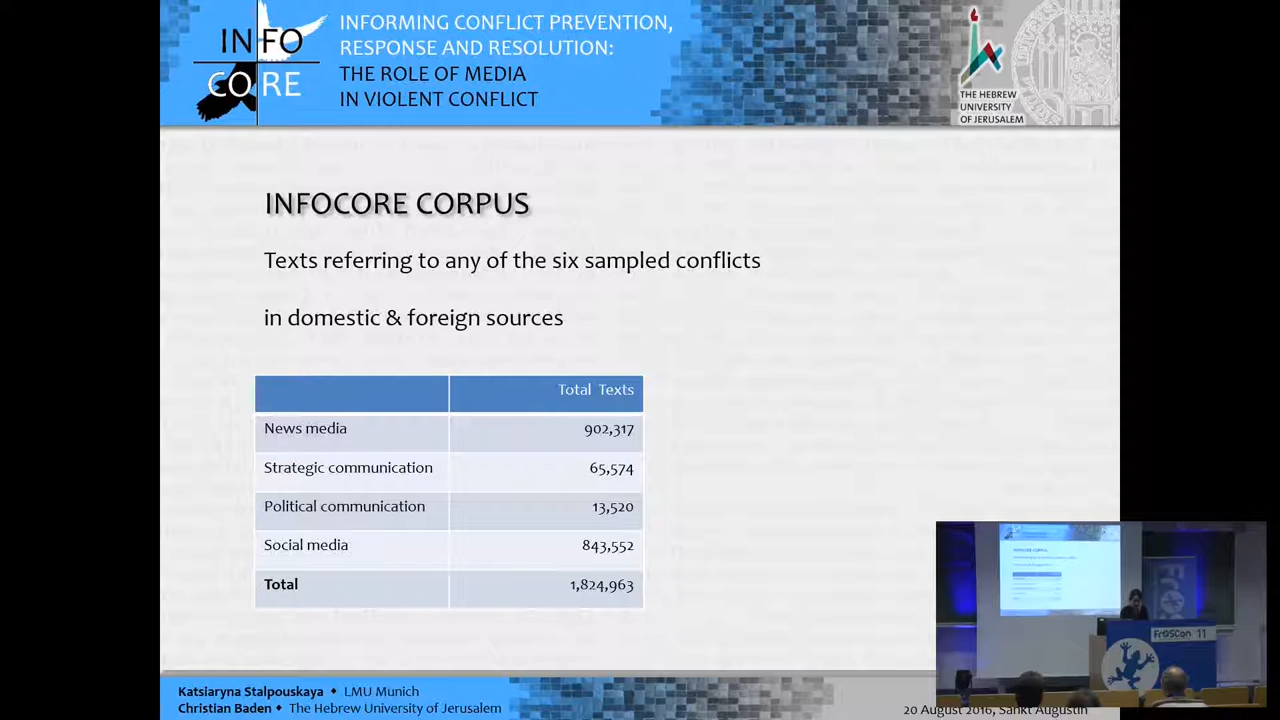 INFO
CORE
INFORMING CONFLICT PREVENTION,
RESPONSE AND RESOLUTION:
THE ROLE OF MEDIA
IN VIOLENT CONFLICT
THE HEBREW
UNIVERSITY
OF JERUSALEM
INFOCORE CORPUS
Texts referring to any of the six sampled conflicts
in domestic & foreign sources
Total Texts
News media 902,317
Strategic communication 65,574
Political communication 13,520
Social media 843,552
Total 1,824,963
FrOSCon 11
Katsiaryna Stalpouskaya ◆ LMU Munich
Christian Baden ◆ The Hebrew University of Jerusalem
20 August 2016, Sankt Augustin